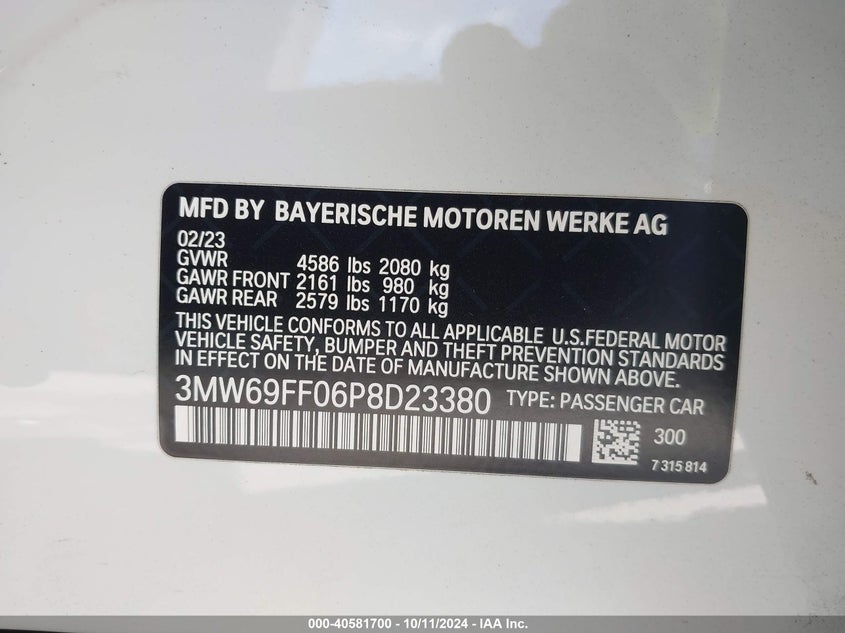 MFD BY BAYERISCHE MOTOREN WERKE AG
02/23
GVWR 4586 lbs 2080 kg
GAWR FRONT 2161 lbs 980 kg
GAWR REAR 2579 lbs 1170 kg
THIS VEHICLE CONFORMS TO ALL APPLICABLE U.S.FEDERAL MOTOR
VEHICLE SAFETY, BUMPER AND THEFT PREVENTION STANDARDS
IN EFFECT ON THE DATE OF MANUFACTURE SHOWN ABOVE.
3MW69FF06P8D23380 TYPE: PASSENGER CAR
300
7 315 814
000-40581700 - 10/11/2024 - IAA Inc.